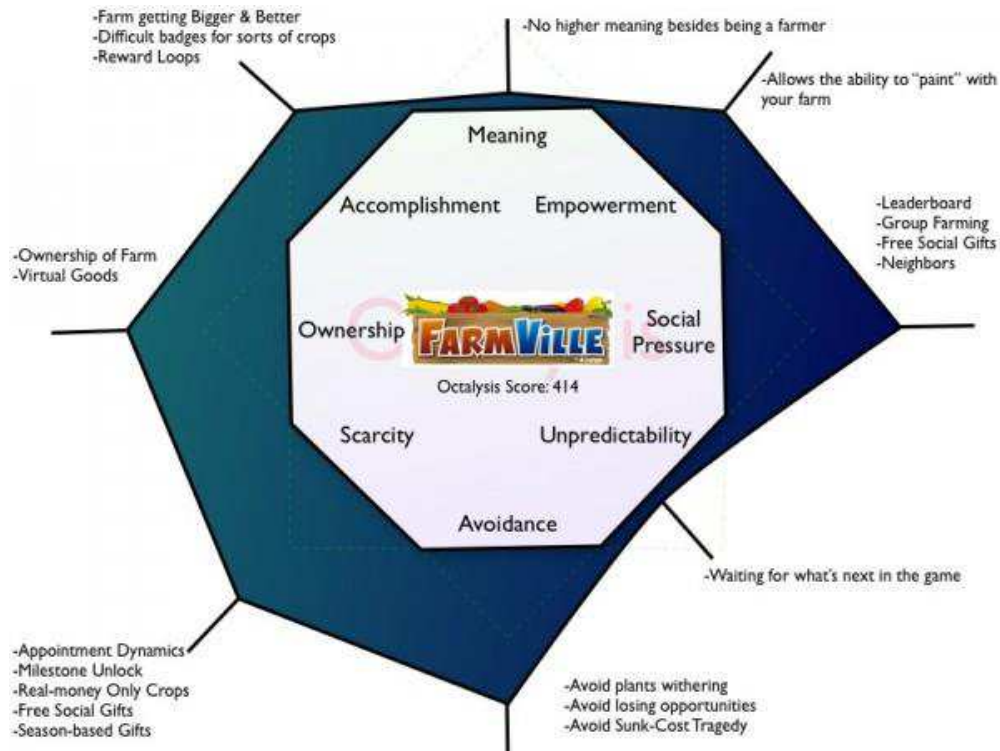 -Farm getting Bigger & Better
-Difficult badges for sorts of crops
-Reward Loops
-No higher meaning besides being a farmer
-Allows the ability to “paint” with
your farm
Meaning
Accomplishment
Empowerment
-Leaderboard
-Group Farming
-Free Social Gifts
-Neighbors
-Ownership of Farm
-Virtual Goods
Ownership
FARMVILLE
Social
Pressure
Octalysis Score: 414
Scarcity
Unpredictability
Avoidance
-Waiting for what's next in the game
-Appointment Dynamics
-Milestone Unlock
-Real-money Only Crops
-Free Social Gifts
-Season-based Gifts
-Avoid plants withering
-Avoid losing opportunities
-Avoid Sunk-Cost Tragedy